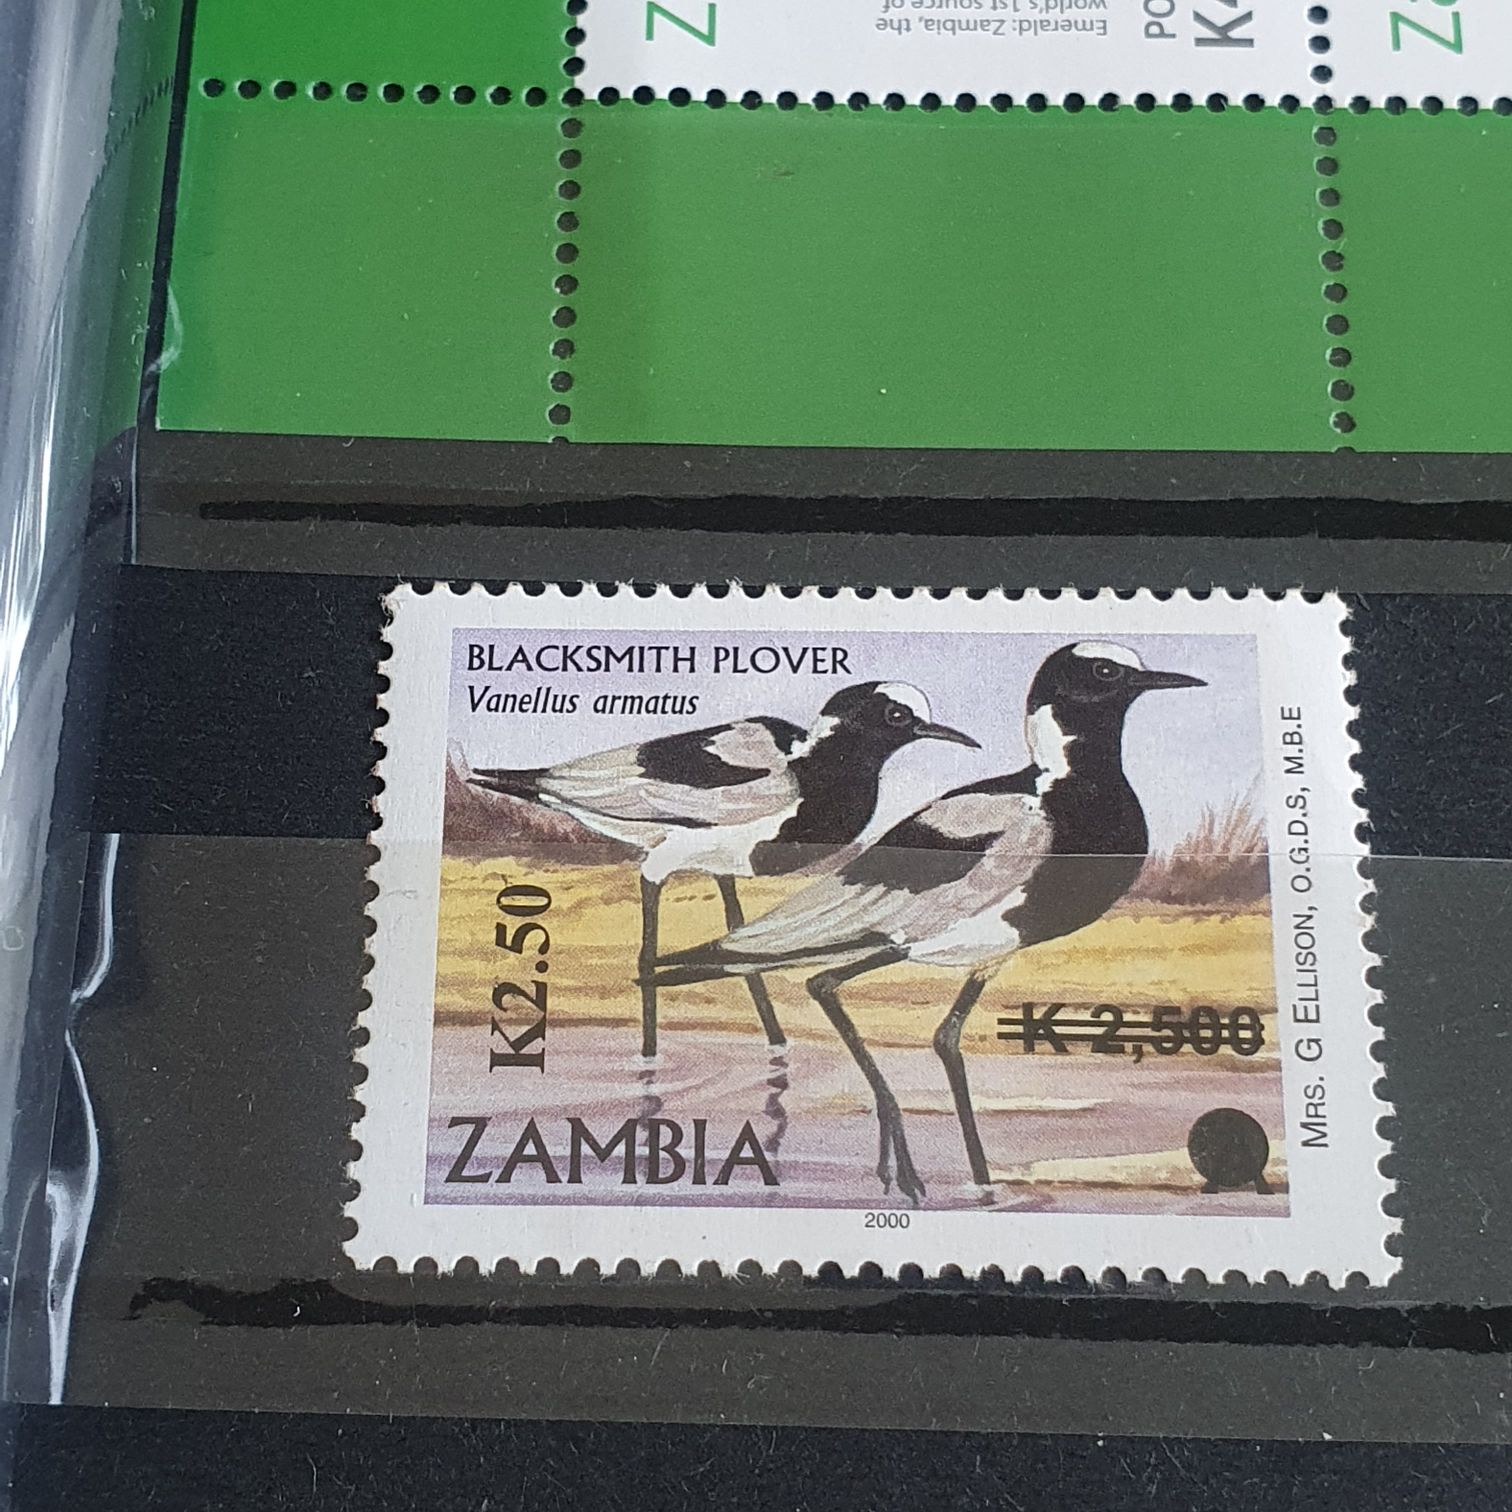 Emerald: Zambia, the
world's 1st source of
BLACKSMITH PLOVER
Vanellus armatus
K2.50
K 2,500
ZAMBIA
2000
MRS. G ELLISON, O.G.D.S, M.B.E